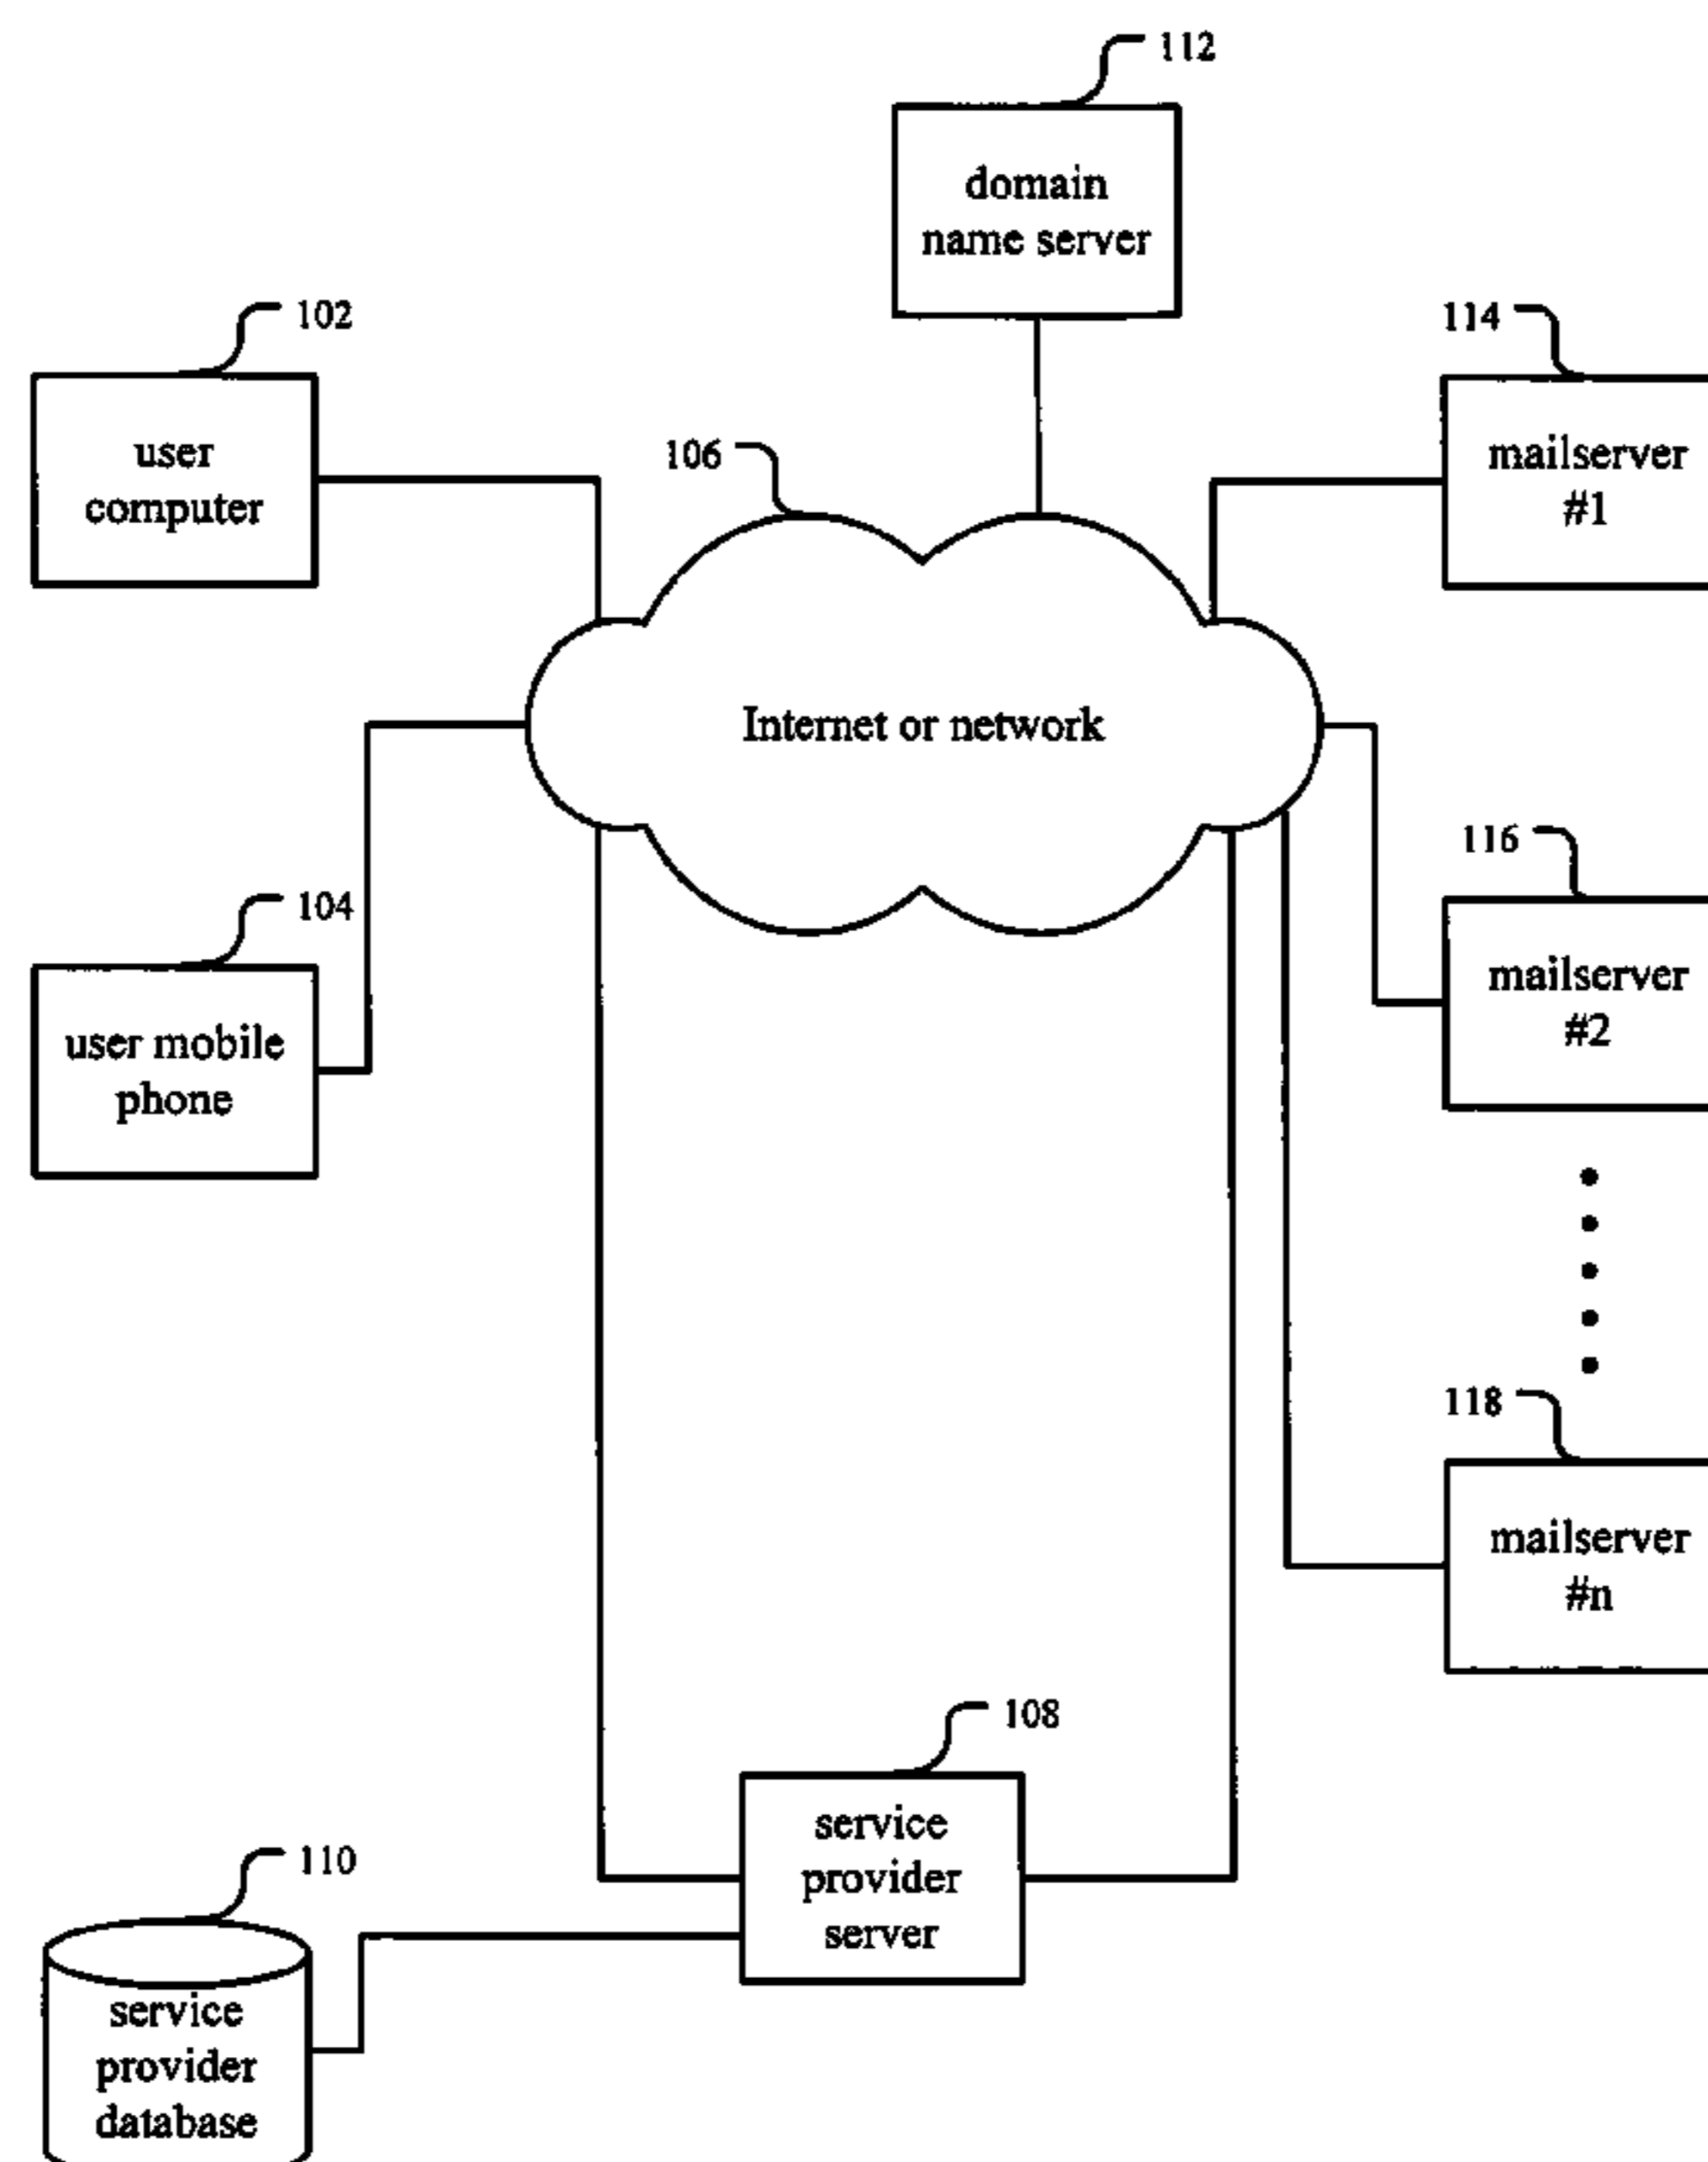 112
domain
name server
102
114
user
computer
106
mailserver
#1
Internet or network
116
104
mailserver
#2
user mobile
phone
118
mailserver
#n
108
service
provider
server
110
service
provider
database